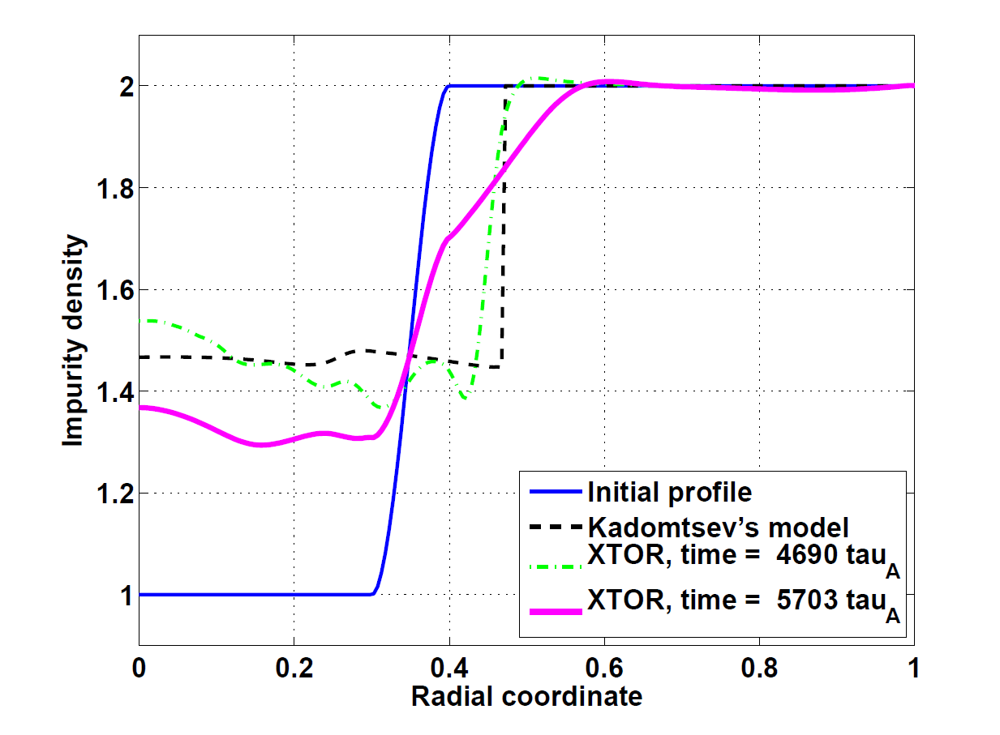 2
1.8
1.6
1.4
1.2
1
Impurity density
0
0.2
0.4
0.6
0.8
1
Radial coordinate
Initial profile
Kadomtsev's model
XTOR, time = 4690 tau_A
XTOR, time = 5703 tau_A